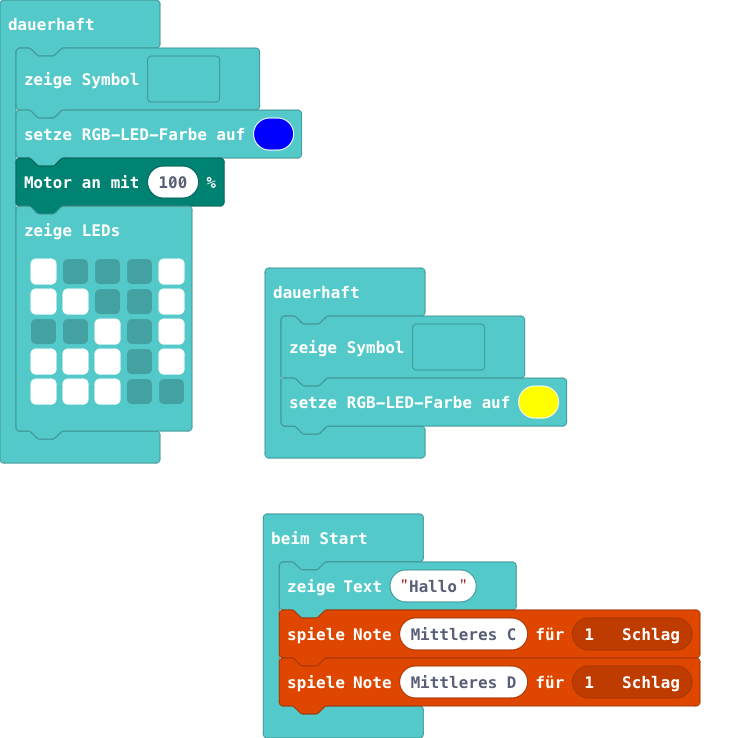 dauerhaft
zeige Symbol
setze RGB-LED-Farbe auf
Motor an mit 100 %
zeige LEDs
dauerhaft
zeige Symbol
setze RGB-LED-Farbe auf
beim Start
zeige Text "Hallo"
spiele Note Mittleres C für 1 Schlag
spiele Note Mittleres D für 1 Schlag